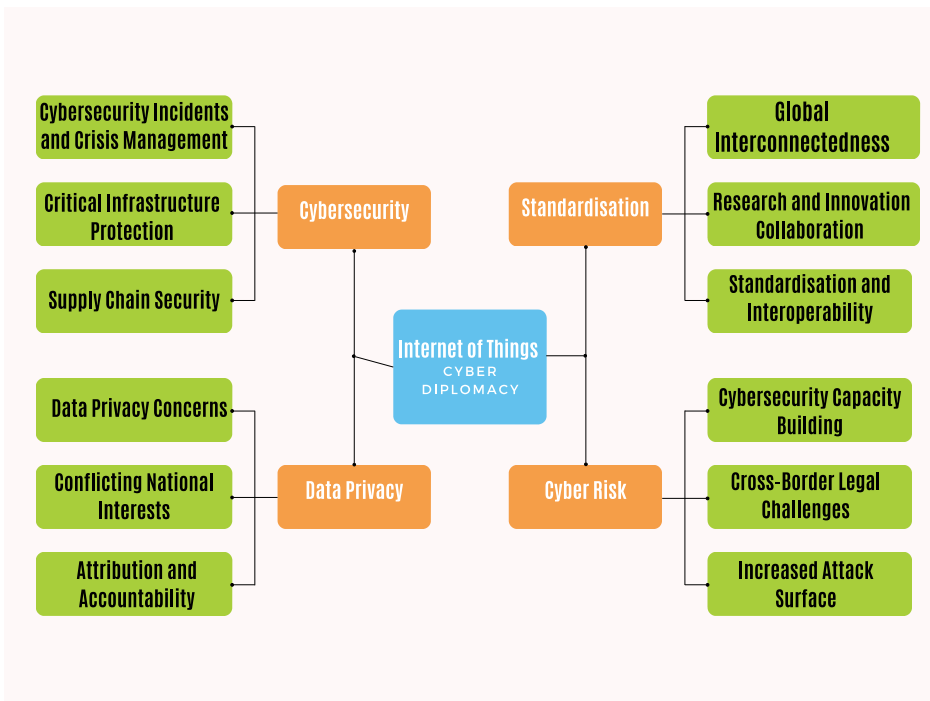 Cybersecurity Incidents
and Crisis Management
Critical Infrastructure
Protection
Supply Chain Security
Cybersecurity
Data Privacy Concerns
Conflicting National
Interests
Attribution and
Accountability
Data Privacy
Internet of Things
CYBER
DIPLOMACY
Standardisation
Global
Interconnectedness
Research and Innovation
Collaboration
Standardisation and
Interoperability
Cyber Risk
Cybersecurity Capacity
Building
Cross-Border Legal
Challenges
Increased Attack
Surface